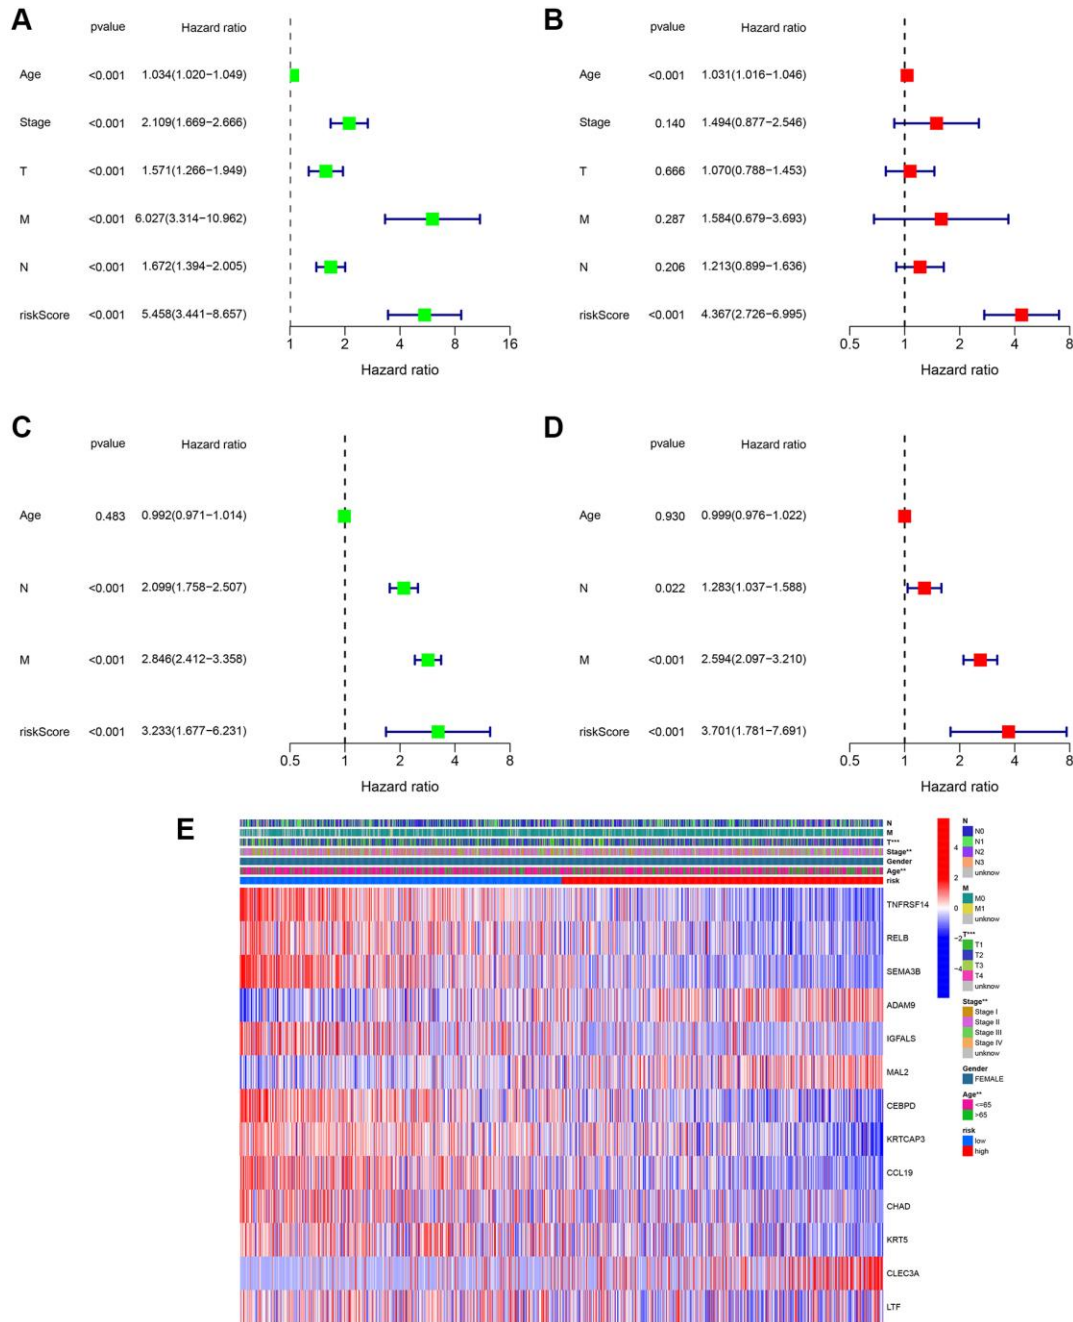 A
pvalue Hazard ratio
Age <0.001 1.034(1.020−1.049)
Stage <0.001 2.109(1.669−2.666)
T <0.001 1.571(1.266−1.949)
M <0.001 6.027(3.314−10.962)
N <0.001 1.672(1.394−2.005)
riskScore <0.001 5.458(3.441−8.657)
1 2 4 8 16
Hazard ratio
B
pvalue Hazard ratio
Age <0.001 1.031(1.016−1.046)
Stage 0.140 1.494(0.877−2.546)
T 0.666 1.070(0.788−1.453)
M 0.287 1.584(0.679−3.693)
N 0.206 1.213(0.899−1.636)
riskScore <0.001 4.367(2.726−6.995)
0.5 1 2 4 8
Hazard ratio
C
pvalue Hazard ratio
Age 0.483 0.992(0.971−1.014)
N <0.001 2.099(1.758−2.507)
M <0.001 2.846(2.412−3.358)
riskScore <0.001 3.233(1.677−6.231)
0.5 1 2 4 8
Hazard ratio
D
pvalue Hazard ratio
Age 0.930 0.999(0.976−1.022)
N 0.022 1.283(1.037−1.588)
M <0.001 2.594(2.097−3.210)
riskScore <0.001 3.701(1.781−7.691)
0.5 1 2 4 8
Hazard ratio
E
N
M
T***
Stage**
Gender
Age**
risk
TNFRSF14
RELB
SEMA3B
ADAM9
IGFALS
MAL2
CEBPD
KRTCAP3
CCL19
CHAD
KRT5
CLEC3A
LTF
4
2
0
−2
−4
N
N0
N1
N2
N3
unknow
M
M0
M1
unknow
T***
T1
T2
T3
T4
unknow
Stage**
Stage I
Stage II
Stage III
Stage IV
unknow
Gender
FEMALE
Age**
<=65
>65
risk
low
high